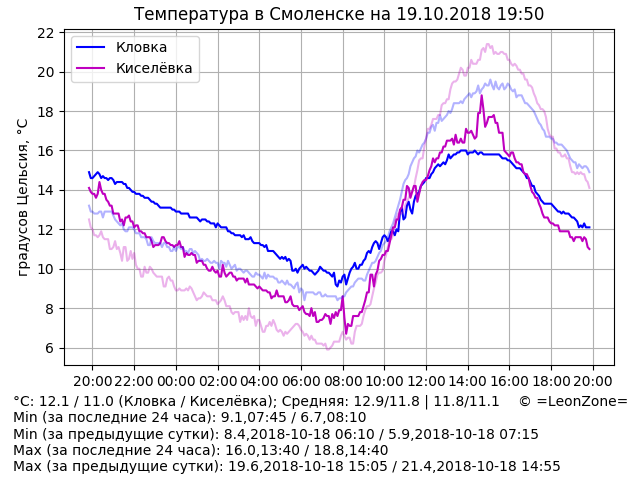 Температура в Смоленске на 19.10.2018 19:50
Кловка
Киселёвка
градусов Цельсия, °C
22
20
18
16
14
12
10
8
6
20:00 22:00 00:00 02:00 04:00 06:00 08:00 10:00 12:00 14:00 16:00 18:00 20:00
°C: 12.1 / 11.0 (Кловка / Киселёвка); Средняя: 12.9/11.8 | 11.8/11.1 © =LeonZone=
Min (за последние 24 часа): 9.1,07:45 / 6.7,08:10
Min (за предыдущие сутки): 8.4,2018-10-18 06:10 / 5.9,2018-10-18 07:15
Max (за последние 24 часа): 16.0,13:40 / 18.8,14:40
Max (за предыдущие сутки): 19.6,2018-10-18 15:05 / 21.4,2018-10-18 14:55